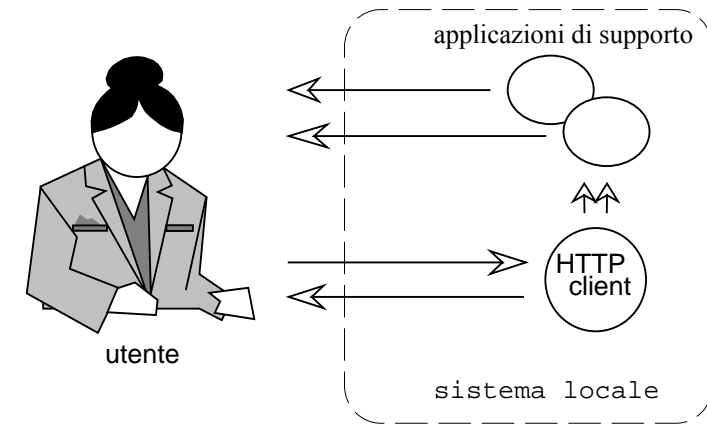 applicazioni di supporto
HTTP
client
utente
sistema locale